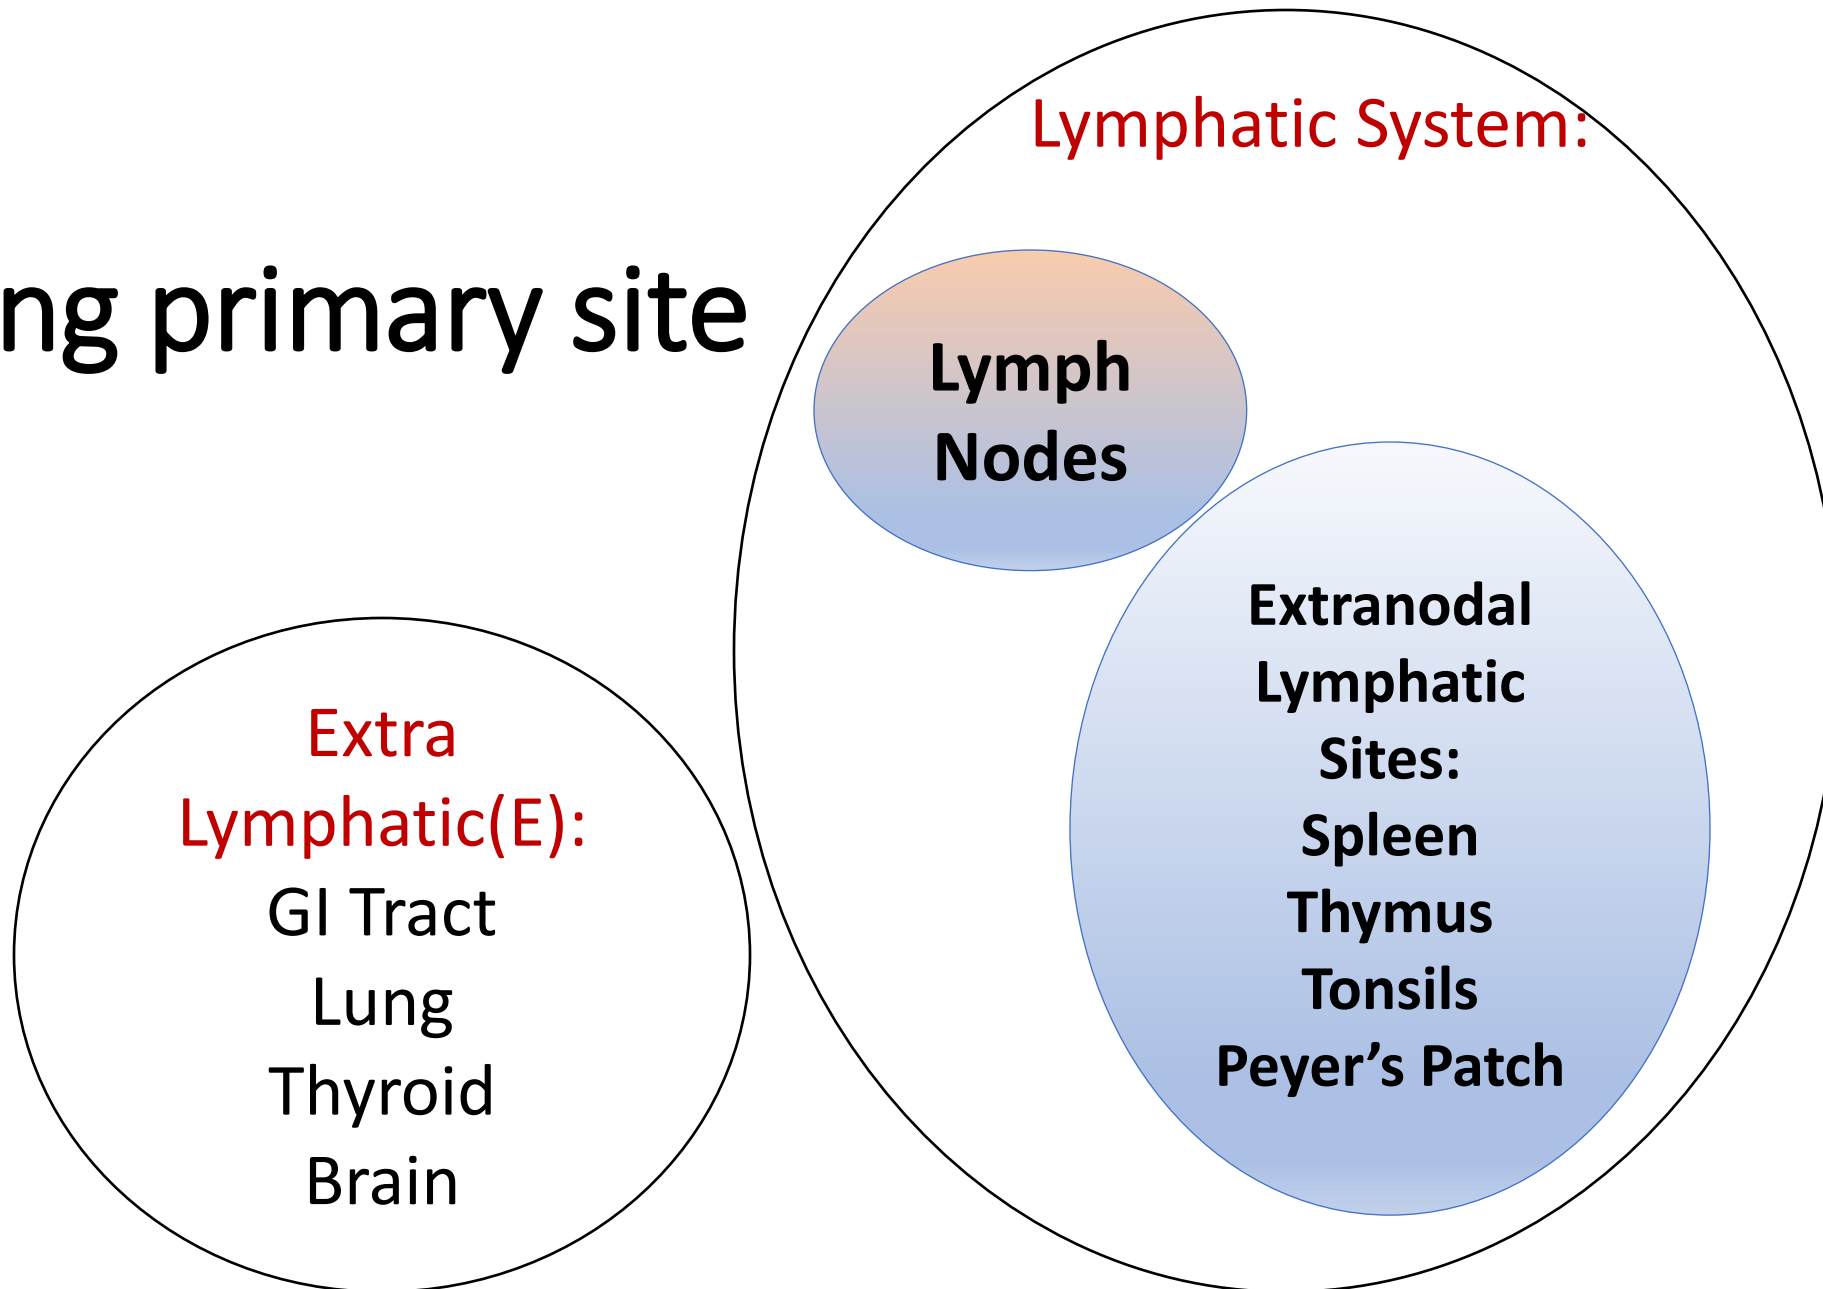 Lymphatic System:
ng primary site
Lymph
Nodes
Extranodal
Lymphatic
Sites:
Spleen
Thymus
Tonsils
Peyer’s Patch
Extra
Lymphatic(E):
GI Tract
Lung
Thyroid
Brain